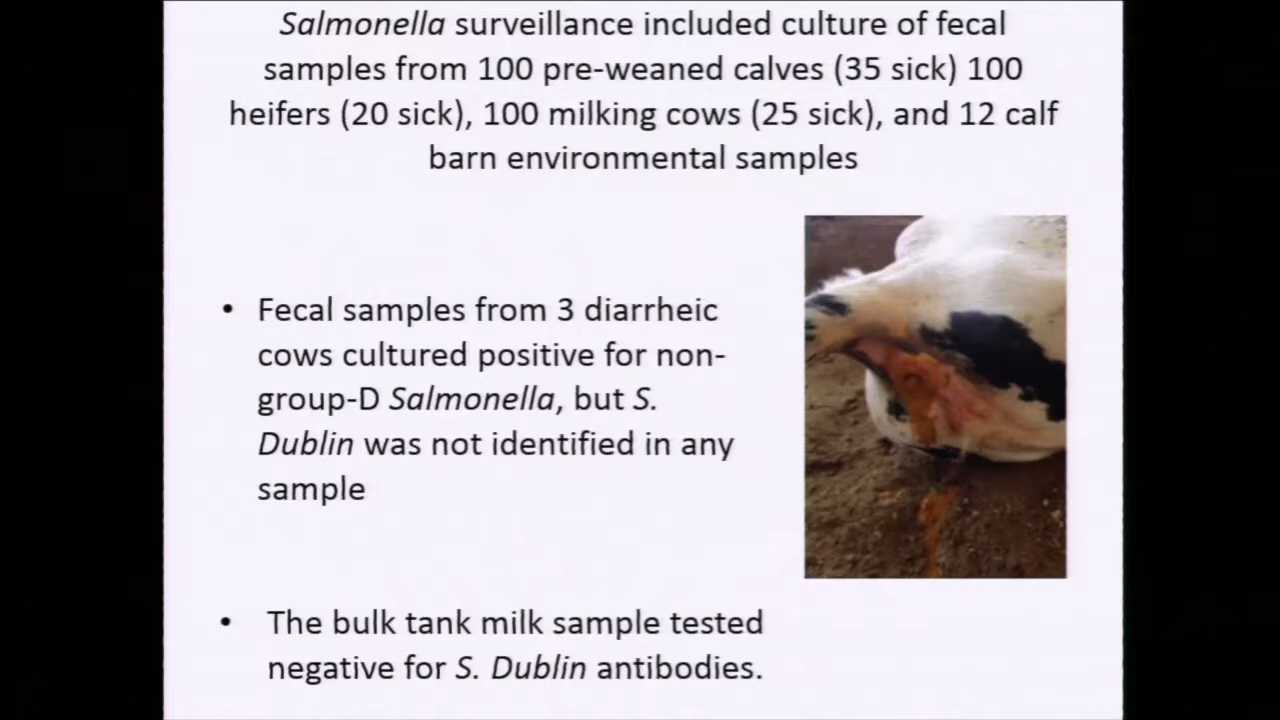 Salmonella surveillance included culture of fecal
samples from 100 pre-weaned calves (35 sick) 100
heifers (20 sick), 100 milking cows (25 sick), and 12 calf
barn environmental samples
• Fecal samples from 3 diarrheic
cows cultured positive for non-
group-D Salmonella, but S.
Dublin was not identified in any
sample
• The bulk tank milk sample tested
negative for S. Dublin antibodies.